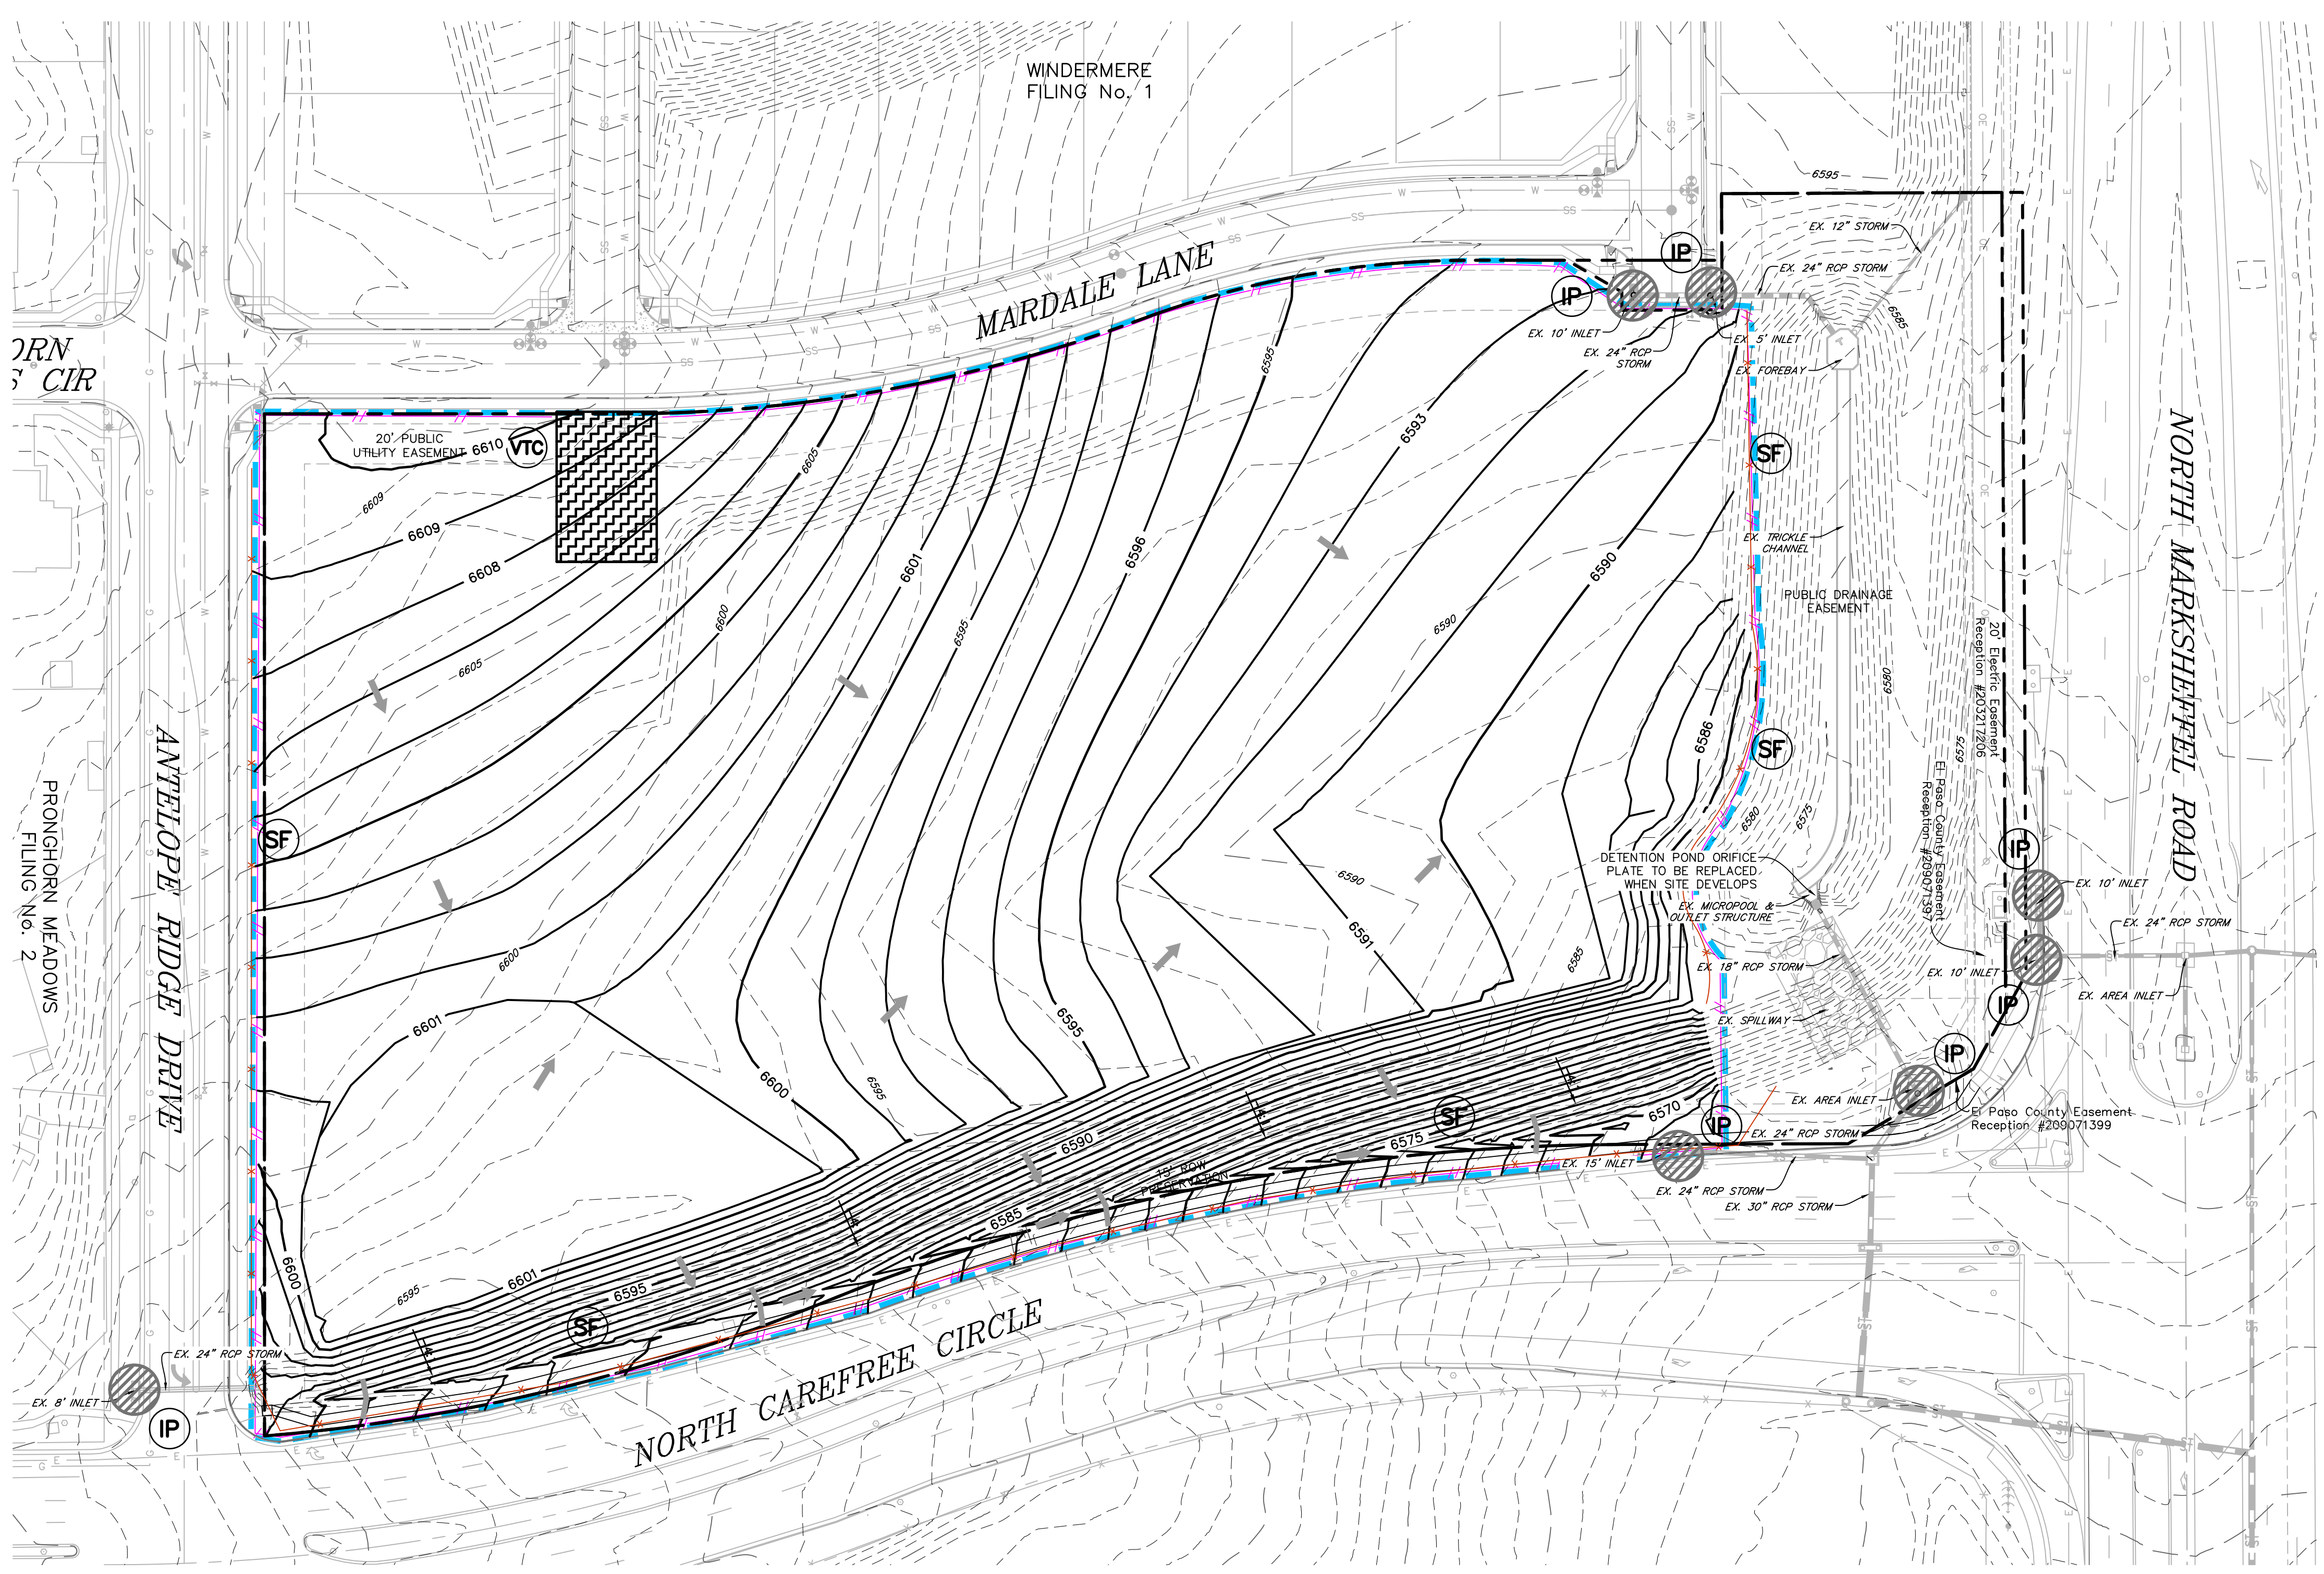 WINDERMERE
FILING No. 1
6595
EX. 12" STORM
IP
EX. 24" RCP STORM
MARDALE LANE
IP
6585
EX. 10' INLET
EX. 5' INLET
EX. 24" RCP
STORM
EX. FOREBAY
ORN
S CIR
6595
20' PUBLIC
UTILITY EASEMENT
6610
VTC
6605
6593
SF
6609
6609
6608
6601
6596
6590
EX. TRICKLE
CHANNEL
PUBLIC DRAINAGE
EASEMENT
6600
6595
6590
6605
6580
20' Electric Easement
Reception #203217206
NORTH MARKSHEFFEL ROAD
6586
SF
6575
El Paso County Easement
Reception #209071397
6580
6575
ANTELOPE RIDGE DRIVE
PRONGHORN MEADOWS
FILING No. 2
SF
IP
DETENTION POND ORIFICE
PLATE TO BE REPLACED
WHEN SITE DEVELOPS
6590
EX. 10' INLET
EX. MICROPOOL &
OUTLET STRUCTURE
EX. 24" RCP STORM
6591
6600
6585
EX. 18" RCP STORM
EX. 10' INLET
EX. AREA INLET
IP
6601
6595
EX. SPILLWAY
IP
6600
6595
4:1
4:1
EX. AREA INLET
El Paso County Easement
Reception #209071399
SF
6570
IP
6590
6575
EX. 24" RCP STORM
15' ROW
PRESERVATION
EX. 15' INLET
EX. 24" RCP STORM
EX. 30" RCP STORM
6585
6600
6601
6595
6595
SF
NORTH CAREFREE CIRCLE
EX. 24" RCP STORM
EX. 8' INLET
IP